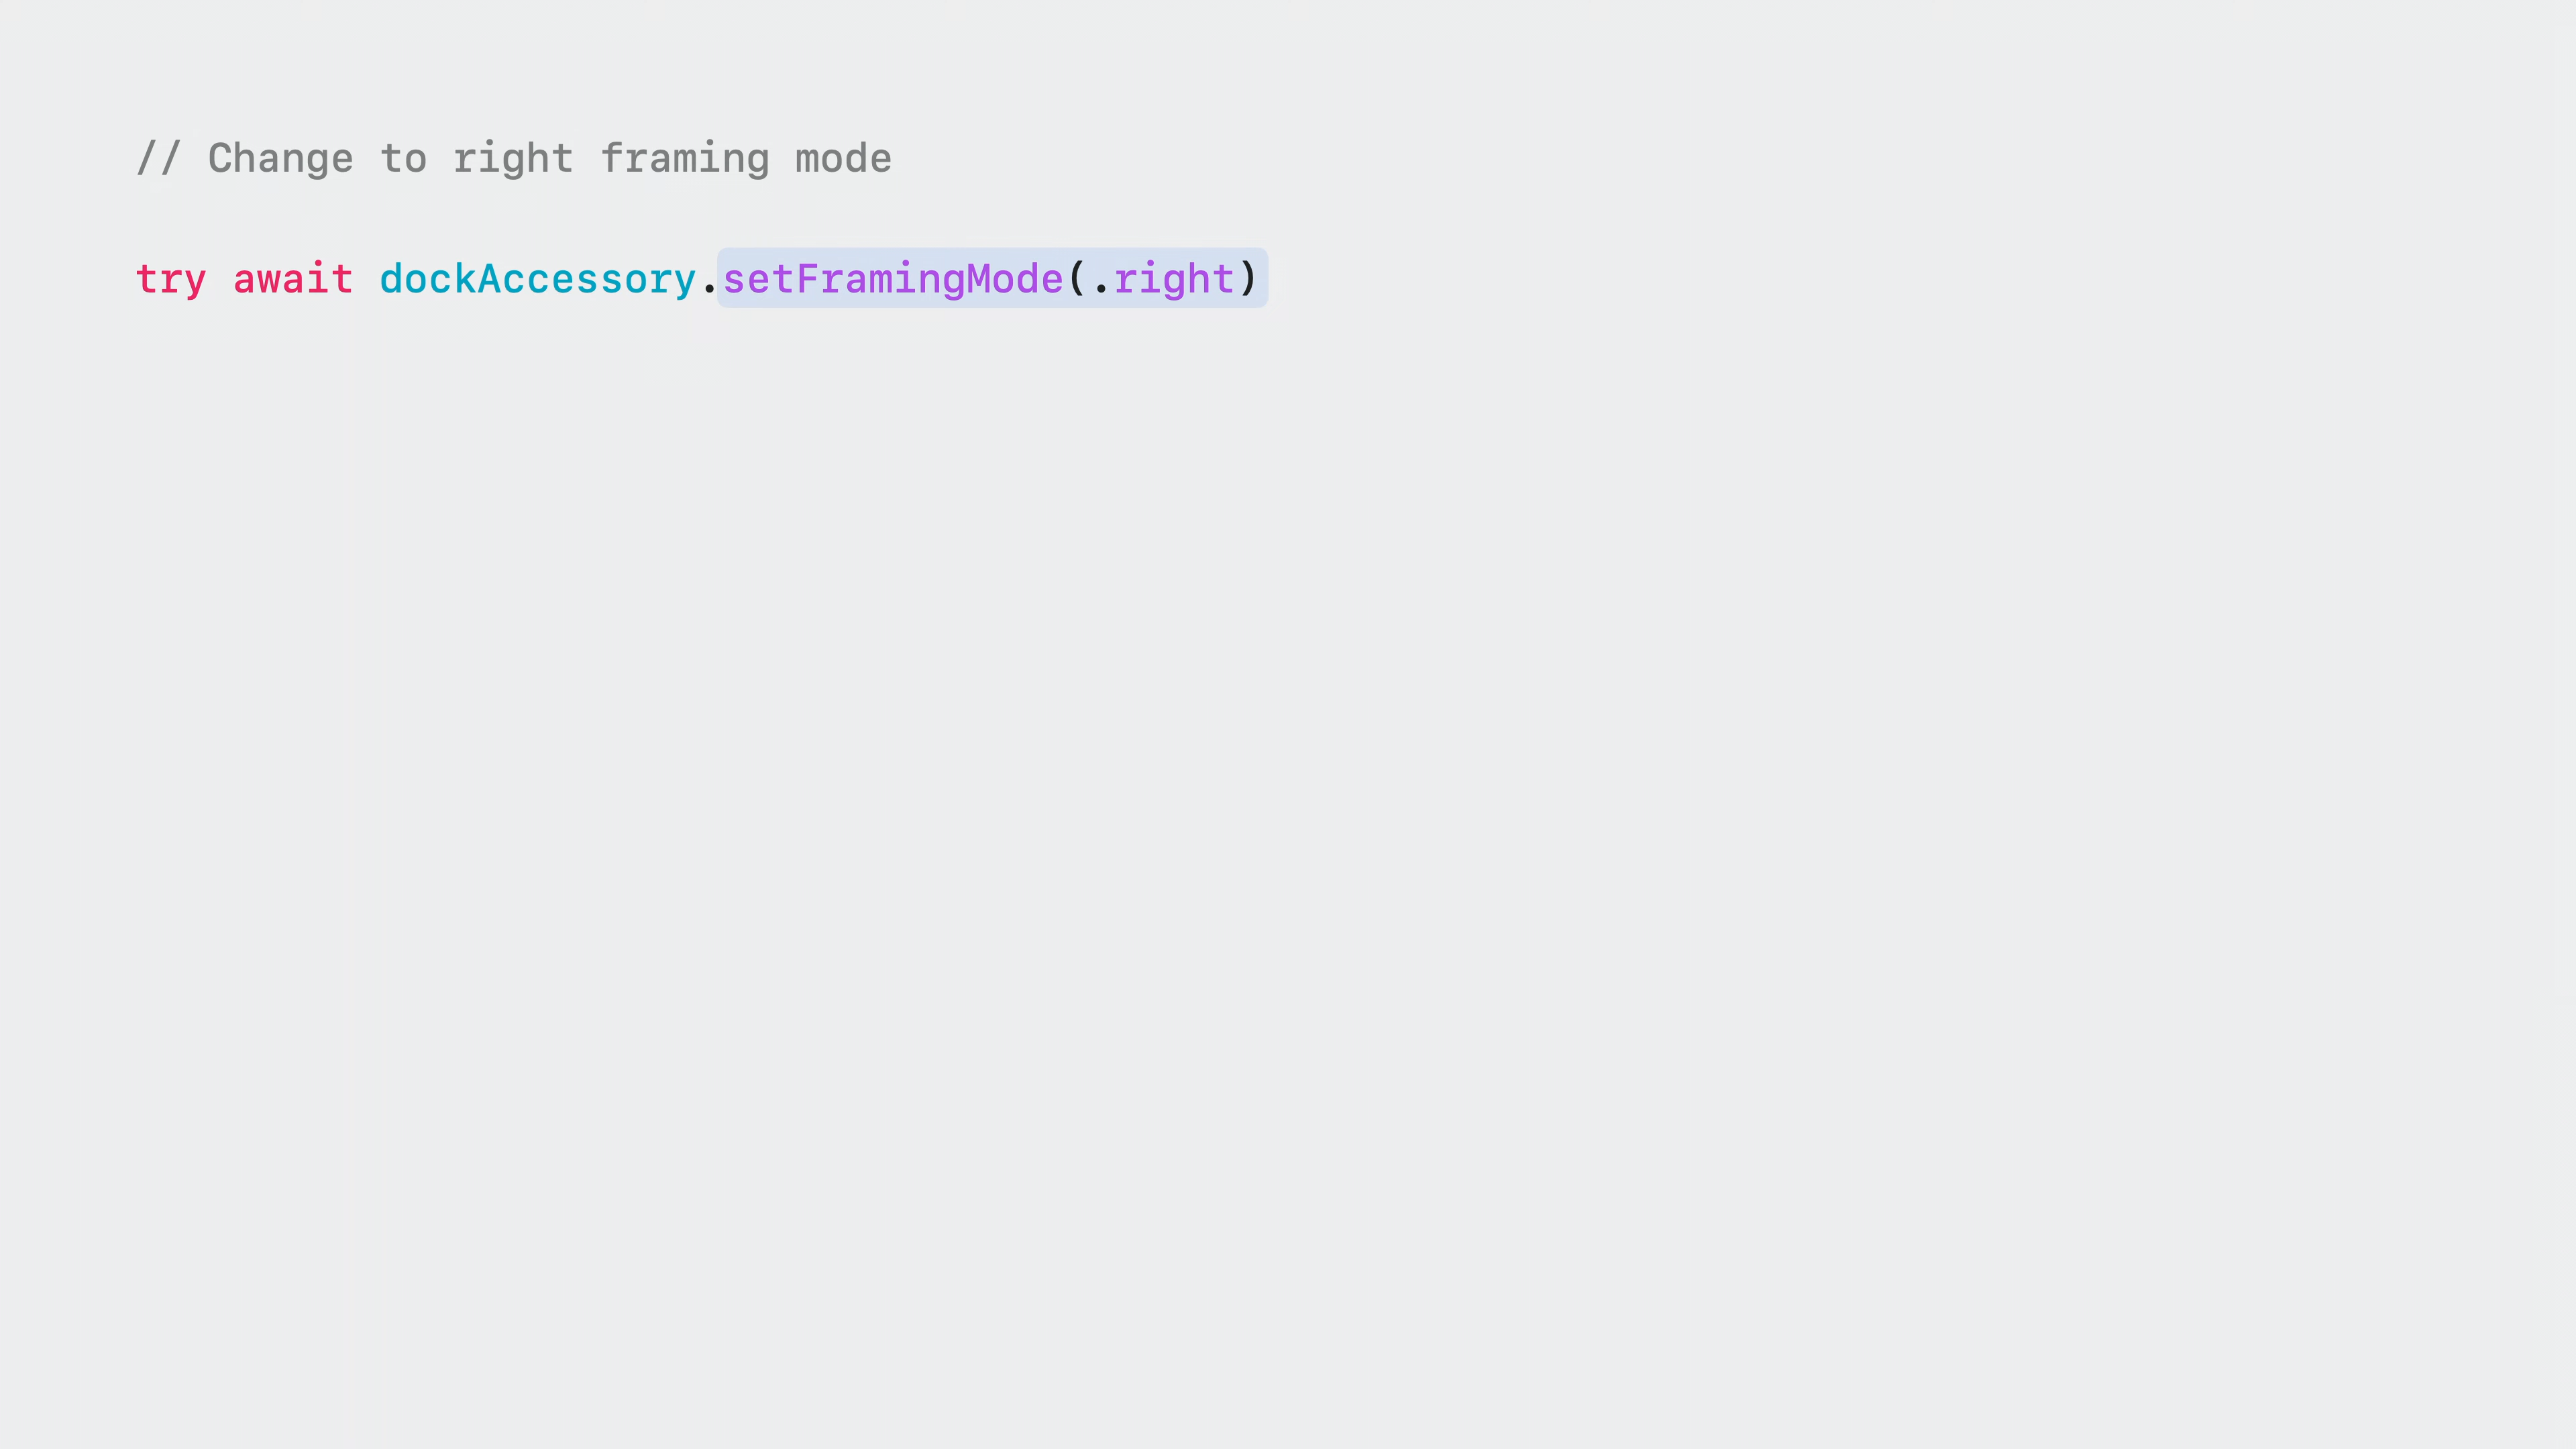 // Change to right framing mode
try await dockAccessory.setFramingMode(.right)